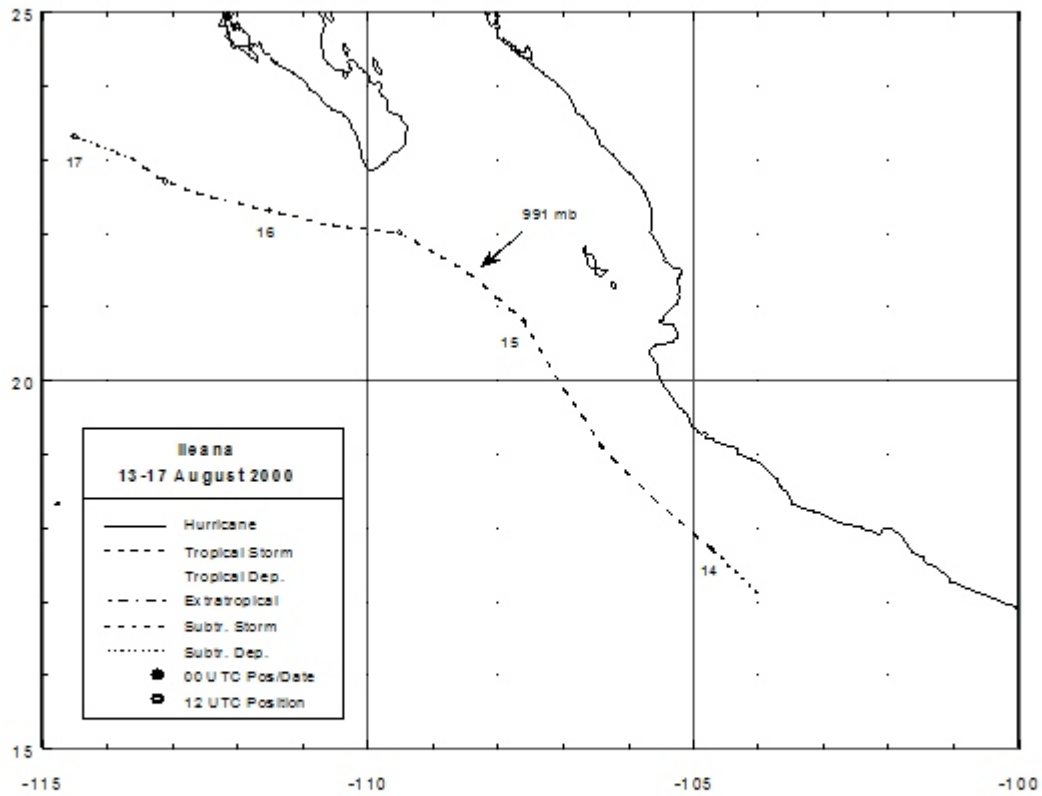 25
17
16
991 mb
15
20
14
Ileana
13-17 August 2000
Hurricane
Tropical Storm
Tropical Dep.
Extratropical
Subtr. Storm
Subtr. Dep.
00 UTC Pos/Date
12 UTC Position
15
-115
-110
-105
-100